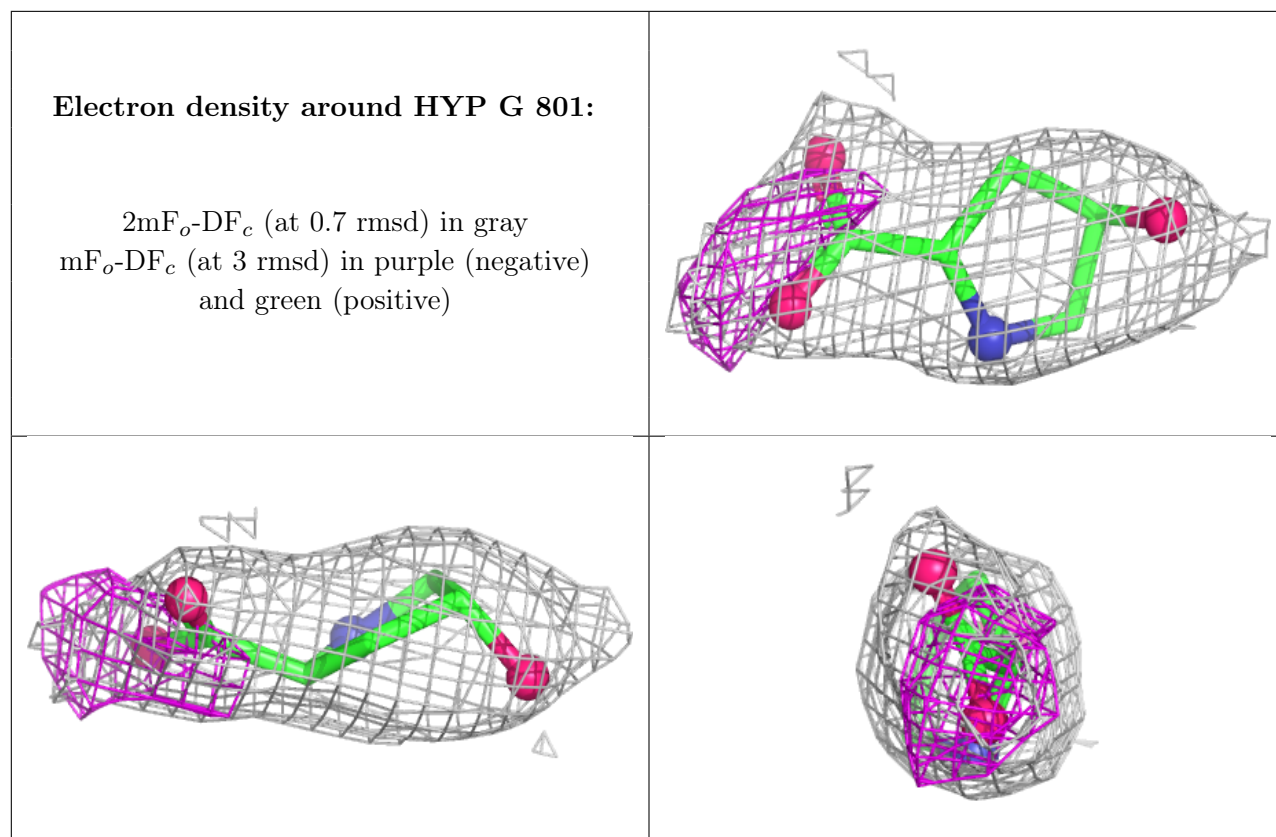 Electron density around HYP G 801:
2mFo-DFc (at 0.7 rmsd) in gray
mFo-DFc (at 3 rmsd) in purple (negative)
and green (positive)